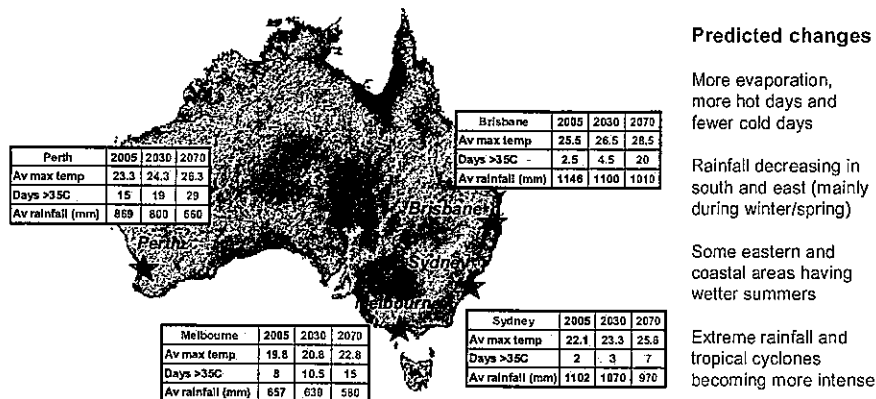 Predicted changes
More evaporation,
more hot days and
fewer cold days
Rainfall decreasing in
south and east (mainly
during winter/spring)
Some eastern and
coastal areas having
wetter summers
Extreme rainfall and
tropical cyclones
becoming more intense
Brisbane 2005 2030 2070
Av max temp 25.5 26.5 28.5
Days >35C - 2.5 4.5 20
Av rainfall (mm) 1146 1100 1010
Perth 2005 2030 2070
Av max temp 23.3 24.3 26.3
Days >35C 15 19 29
Av rainfall (mm) 869 800 660
Brisbane
Perth
Sydney
Melbourne
Melbourne 2005 2030 2070
Av max temp 19.8 20.8 22.8
Days >35C 8 10.5 15
Av rainfall (mm) 657 630 580
Sydney 2005 2030 2070
Av max temp 22.1 23.3 25.8
Days >35C 2 3 7
Av rainfall (mm) 1102 1070 970